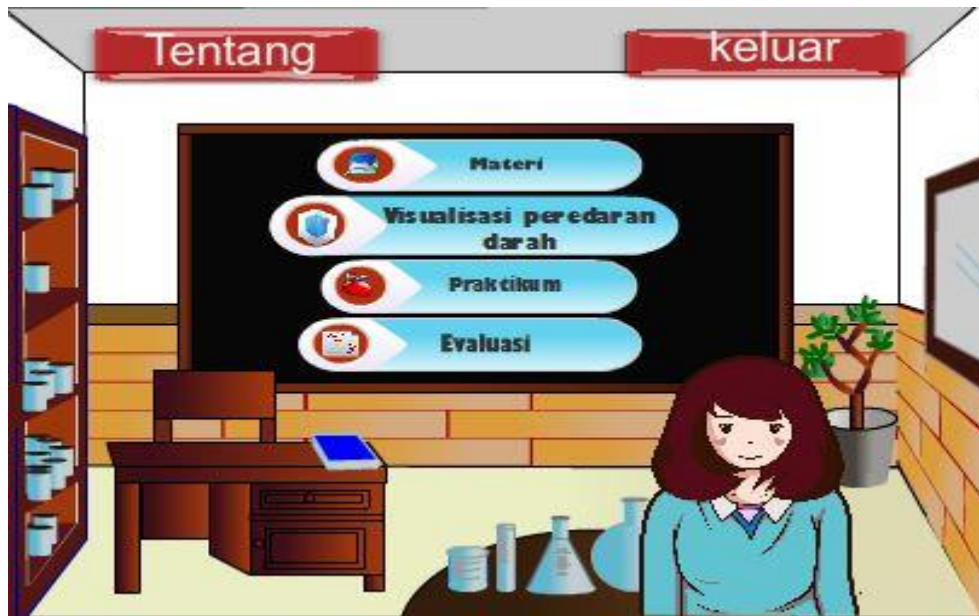 Tentang
keluar
Materi
Visualisasi peredaran
darah
Praktikum
Evaluasi